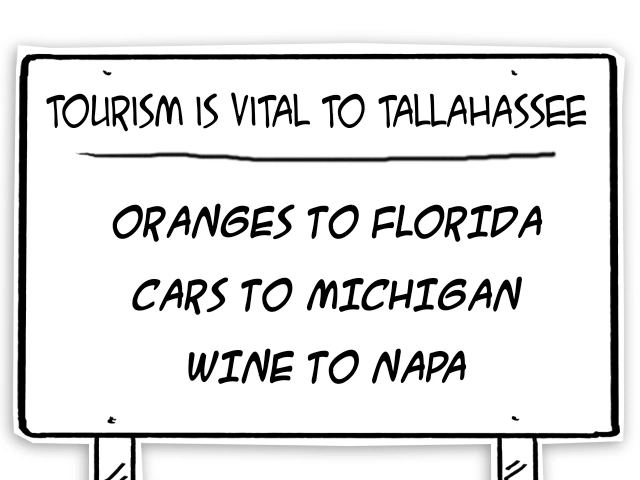 TOURISM IS VITAL TO TALLAHASSEE
ORANGES TO FLORIDA
CARS TO MICHIGAN
WINE TO NAPA